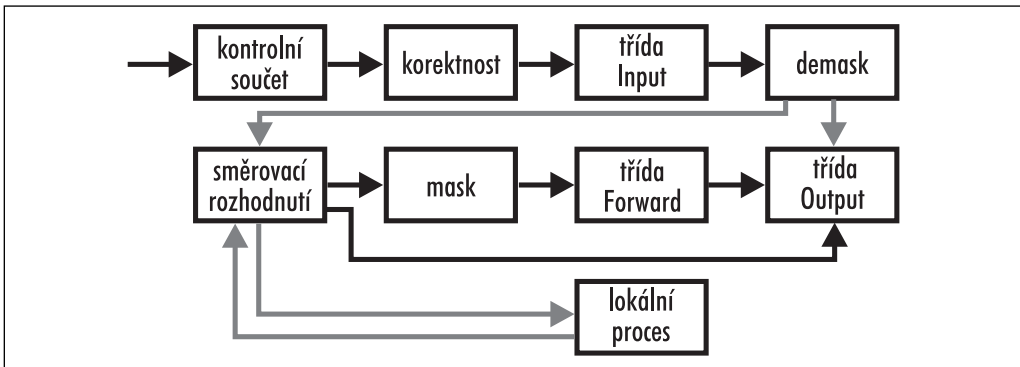 kontrolní
součet
korektnost
třída
Input
demask
směrovací
rozhodnutí
mask
třída
Forward
třída
Output
lokální
proces